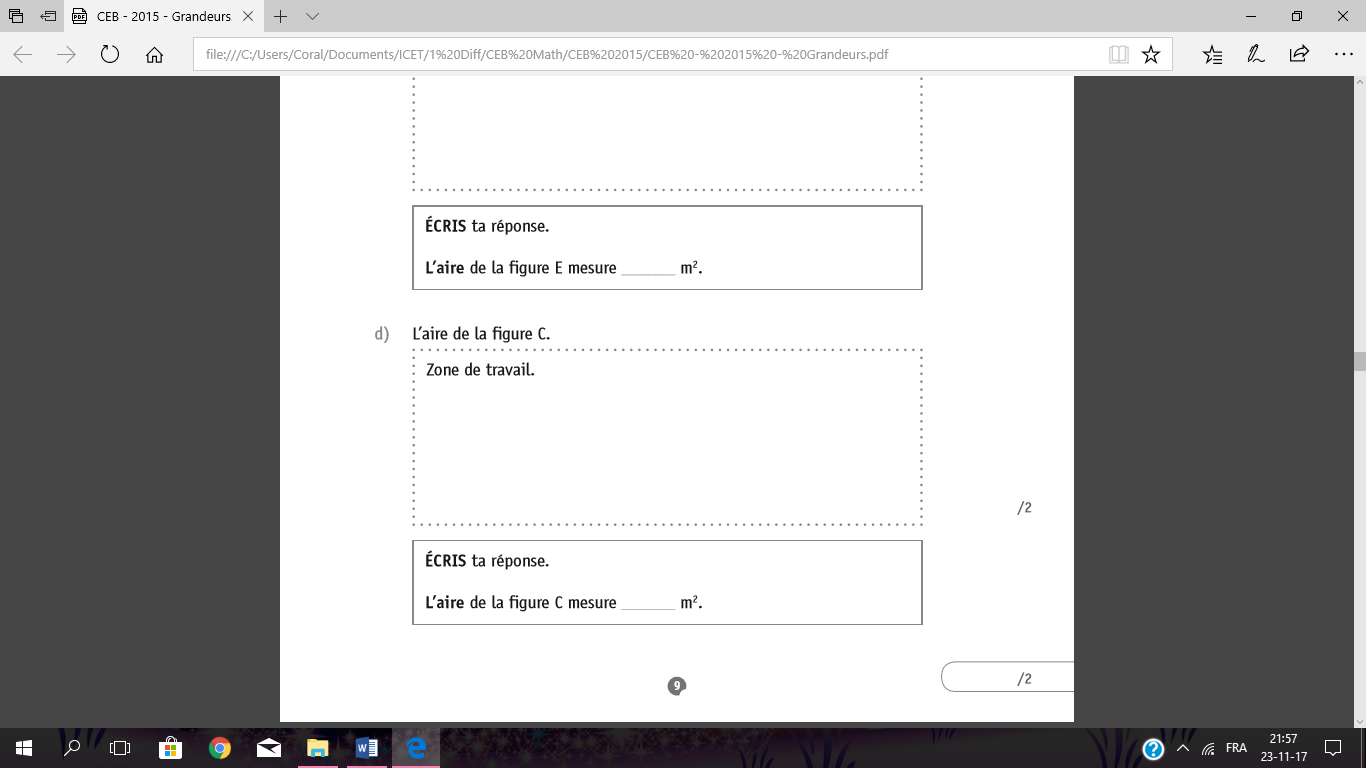 CEB - 2015 - Grandeurs
file:///C:/Users/Coral/Documents/ICET/1%20Diff/CEB%20Math/CEB%202015/CEB%20-%202015%20-%20Grandeurs.pdf
ÉCRIS ta réponse.
L'aire de la figure E mesure _______ m².
d) L'aire de la figure C.
Zone de travail.
/2
ÉCRIS ta réponse.
L'aire de la figure C mesure _______ m².
/2
9
FRA
21:57
23-11-17